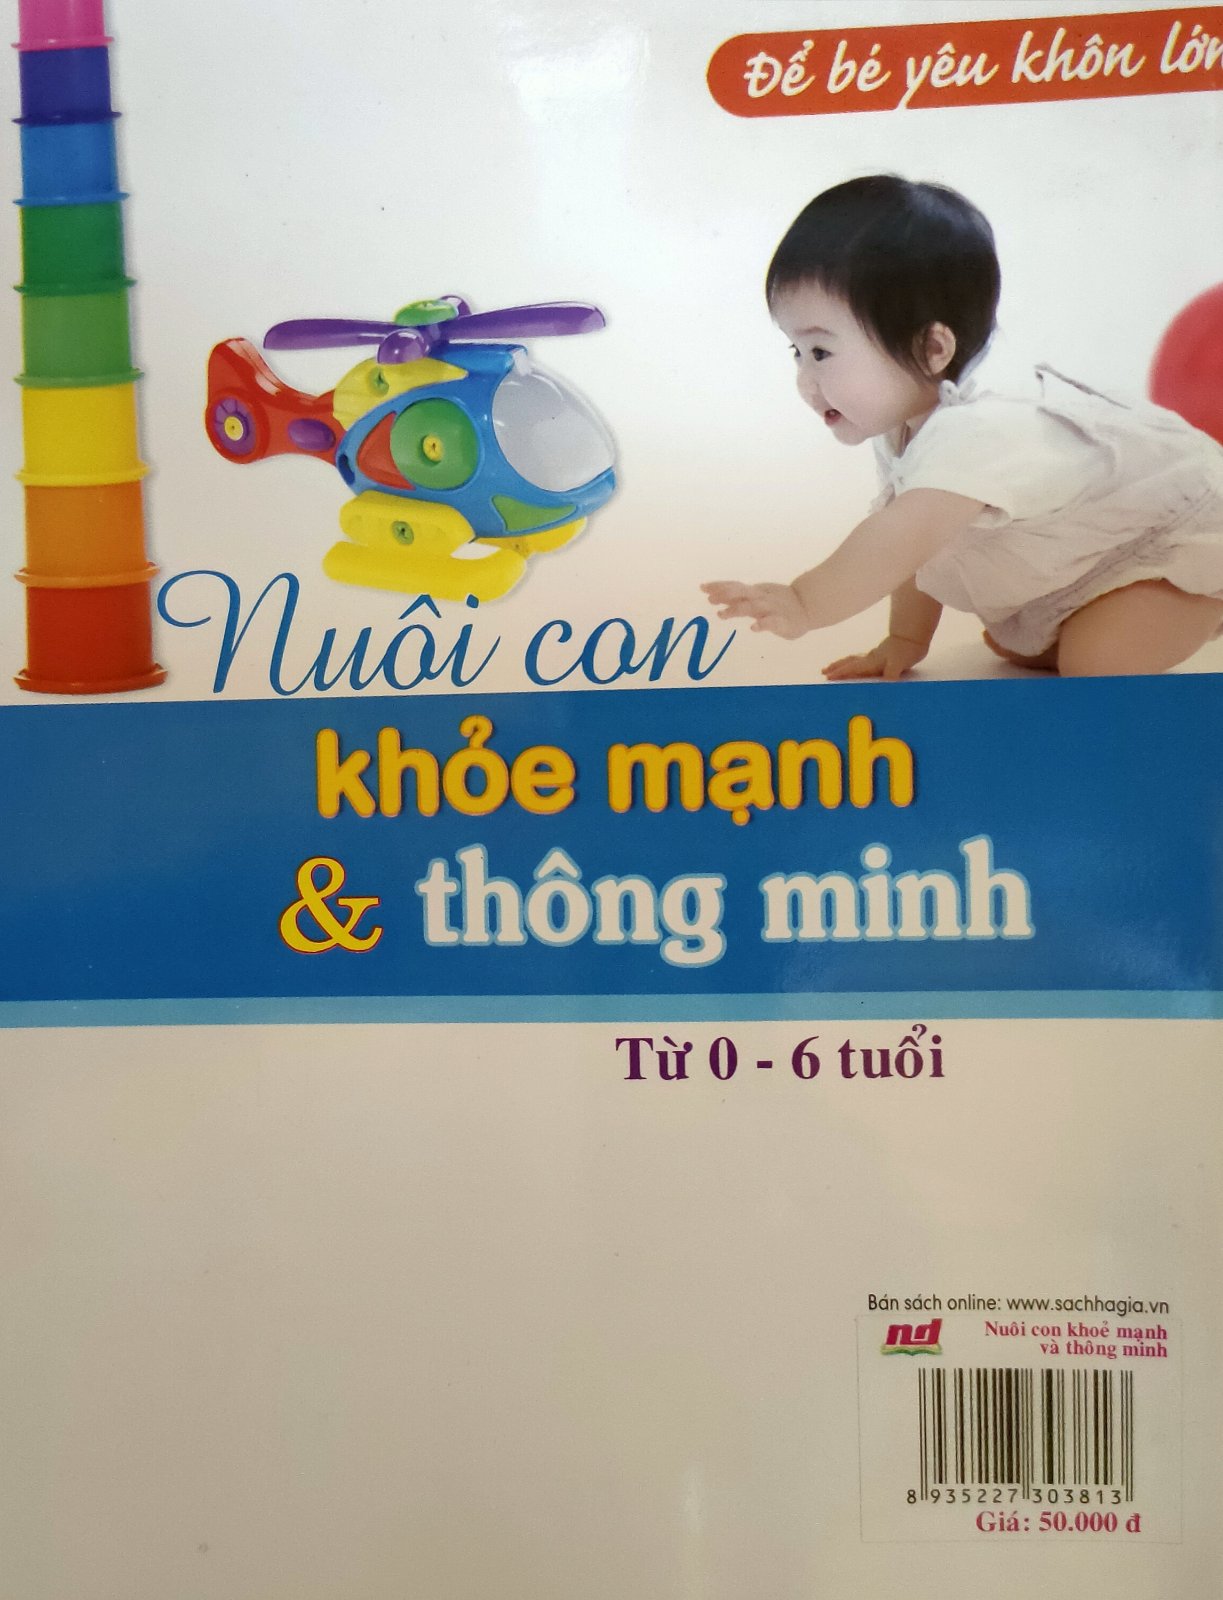 Để bé yêu khôn lớn
Nuôi con
khỏe mạnh
& thông minh
Từ 0 - 6 tuổi
Bán sách online: www.sachhagia.vn
nd
Nuôi con khoẻ mạnh
và thông minh
8 935227 303813
Giá: 50.000 đ